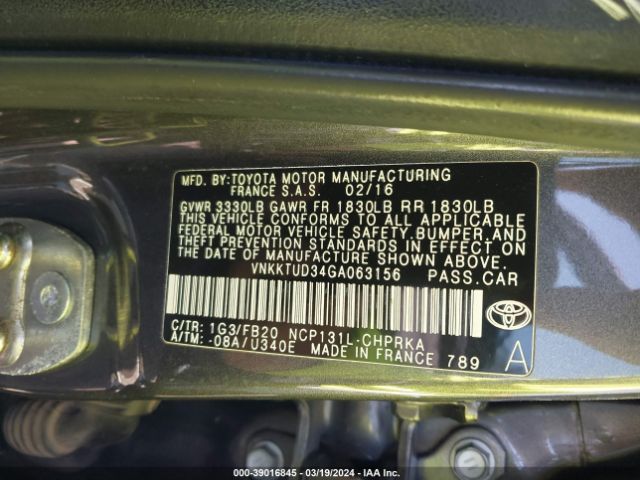 MFD. BY:TOYOTA MOTOR MANUFACTURING
FRANCE S.A.S. 02/16
GVWR 3330LB GAWR FR 1830LB RR 1830LB
THIS VEHICLE CONFORMS TO ALL APPLICABLE
FEDERAL MOTOR VEHICLE SAFETY,BUMPER,AND
THEFT PREVENTION STANDARDS IN EFFECT ON
THE DATE OF MANUFACTURE SHOWN ABOVE.
VNKKTUD34GA063156 PASS.CAR
C/TR: 1G3/FB20 NCP131L-CHPRKA
A/TM: -08A/U340E MADE IN FRANCE 789
A
000-39016845 - 03/19/2024 - IAA Inc.